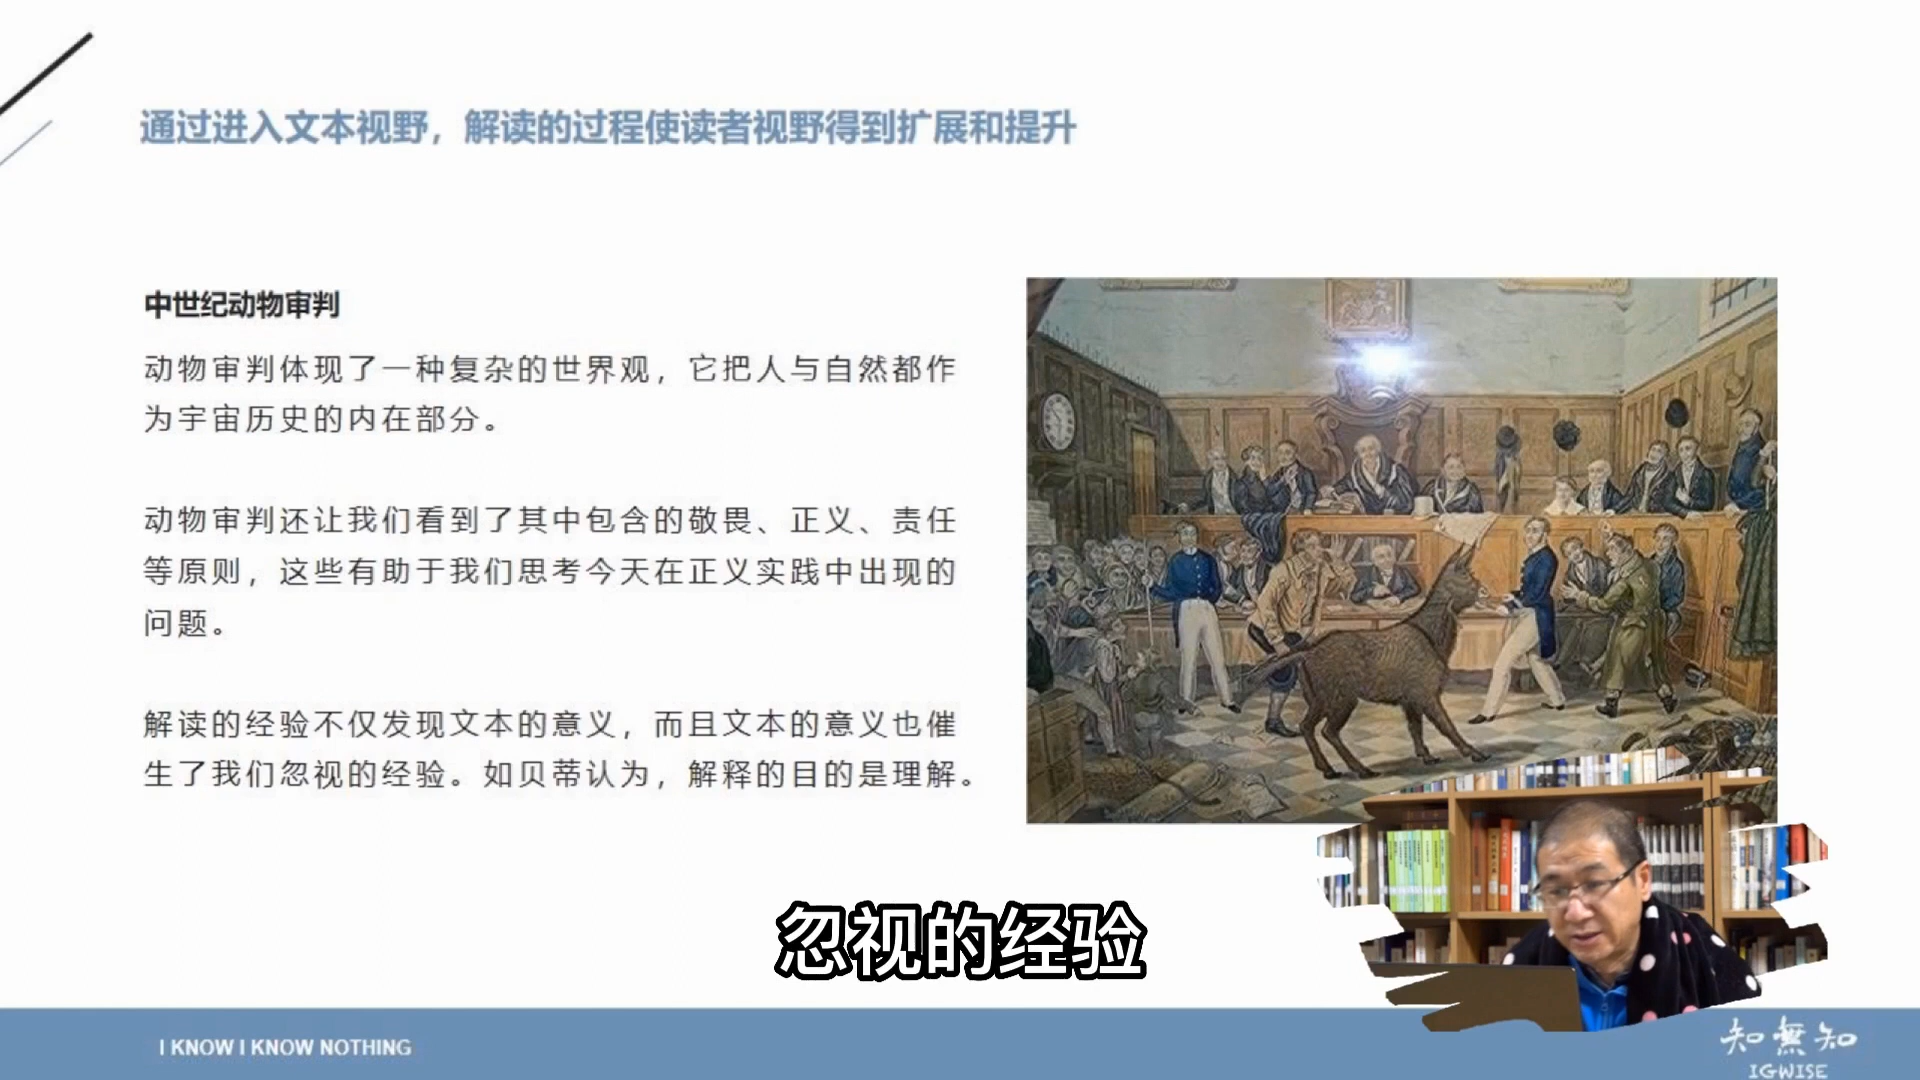 通过进入文本视野，解读的过程使读者视野得到扩展和提升
中世纪动物审判
动物审判体现了一种复杂的世界观，它把人与自然都作
为宇宙历史的内在部分。
动物审判还让我们看到了其中包含的敬畏、正义、责任
等原则，这些有助于我们思考今天在正义实践中出现的
问题。
解读的经验不仅发现文本的意义，而且文本的意义也催
生了我们忽视的经验。如贝蒂认为，解释的目的是理解。
忽视的经验
I KNOW I KNOW NOTHING
知無知
IGWISE